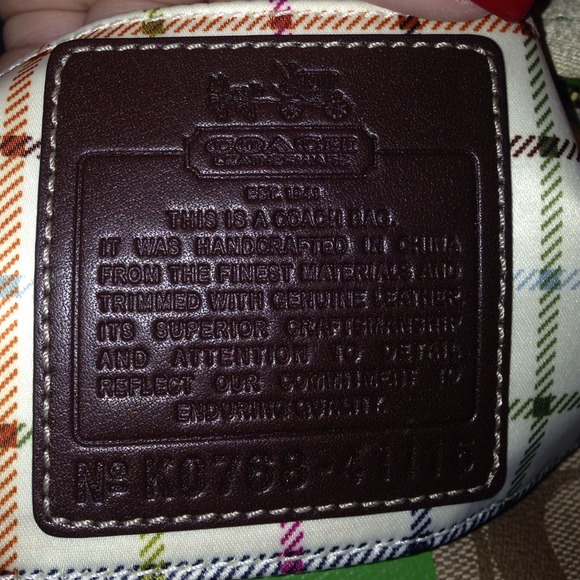 COACH
LEATHERWARE
EST. 1941
THIS IS A COACH BAG.
IT WAS HANDCRAFTED IN CHINA
FROM THE FINEST MATERIALS AND
TRIMMED WITH GENUINE LEATHER.
ITS SUPERIOR CRAFTSMANSHIP
AND ATTENTION TO DETAIL
REFLECT OUR COMMITMENT TO
ENDURING QUALITY.
Nº